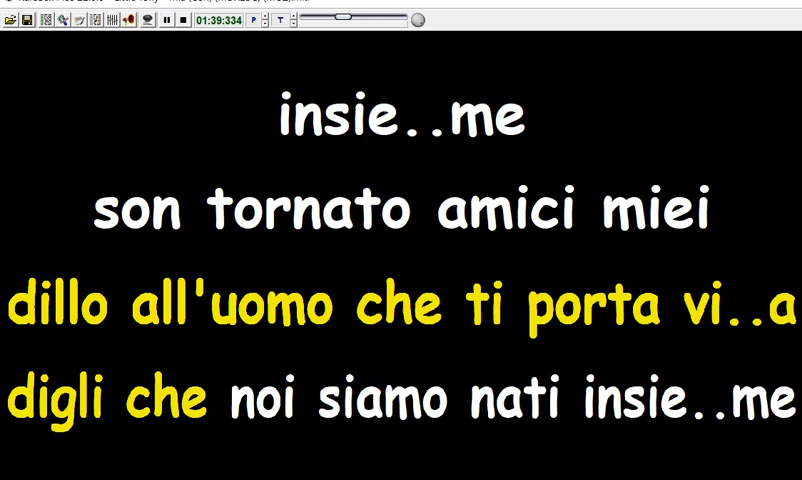 01:39:334
P
T
insie..me
son tornato amici miei
dillo all'uomo che ti porta vi..a
digli che noi siamo nati insie..me